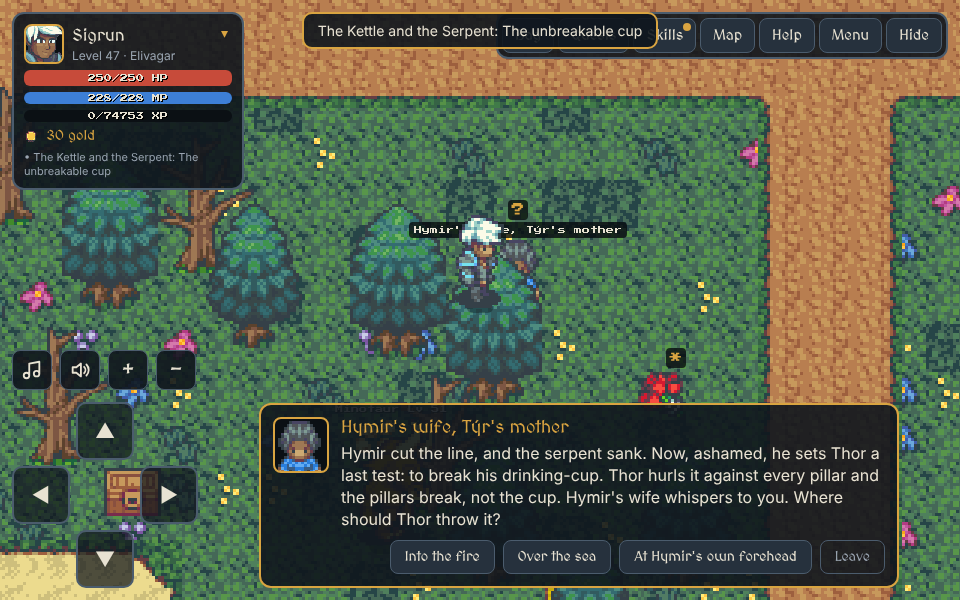 Sigrun
Level 47 · Elivagar
250/250 HP
228/228 MP
0/74753 XP
30 gold
• The Kettle and the Serpent: The
unbreakable cup
The Kettle and the Serpent: The unbreakable cup
Map
Help
Menu
Hide
?
Týr's mother
*
+
−
Hymir's wife, Týr's mother
Hymir cut the line, and the serpent sank. Now, ashamed, he sets Thor a
last test: to break his drinking-cup. Thor hurls it against every pillar and
the pillars break, not the cup. Hymir's wife whispers to you. Where
should Thor throw it?
Into the fire
Over the sea
At Hymir's own forehead
Leave